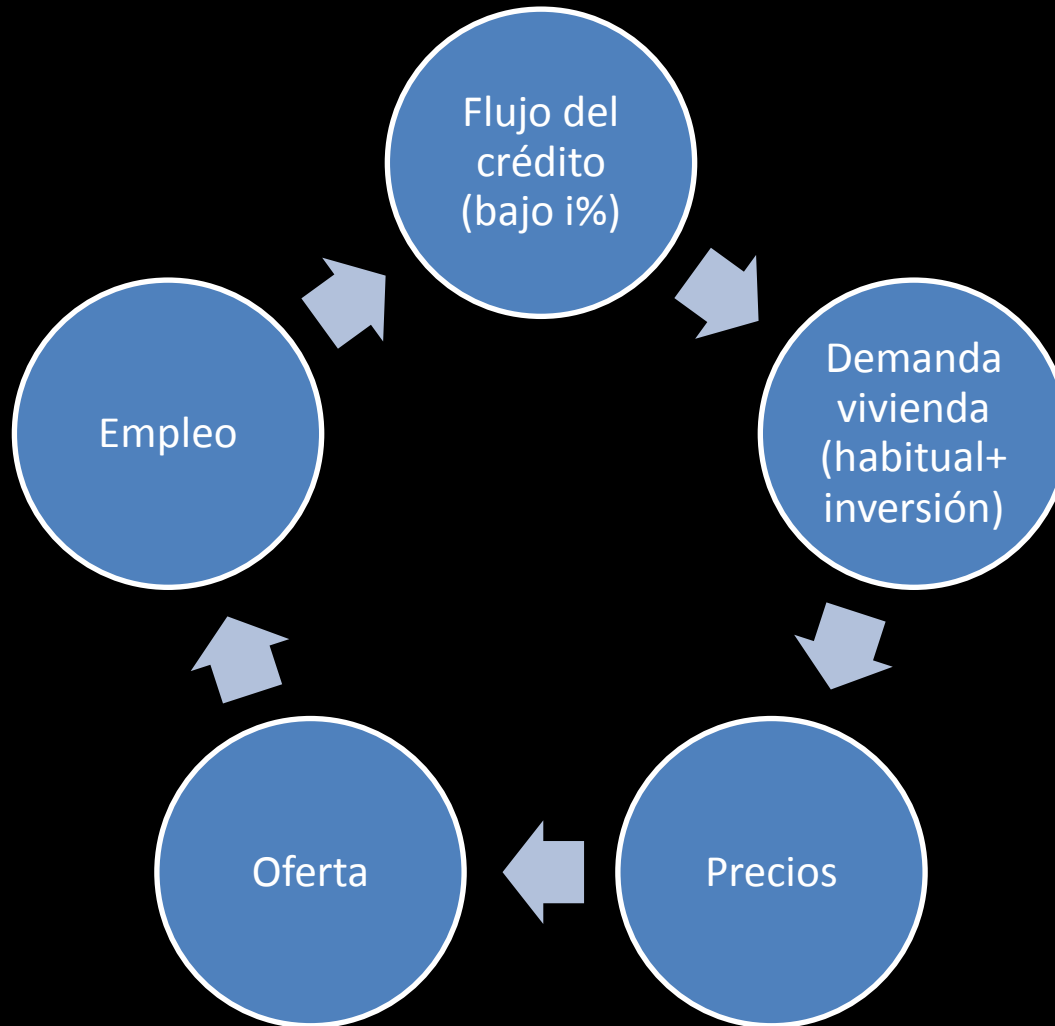 Flujo del
crédito
(bajo i%)
Demanda
vivienda
(habitual+
inversión)
Precios
Oferta
Empleo